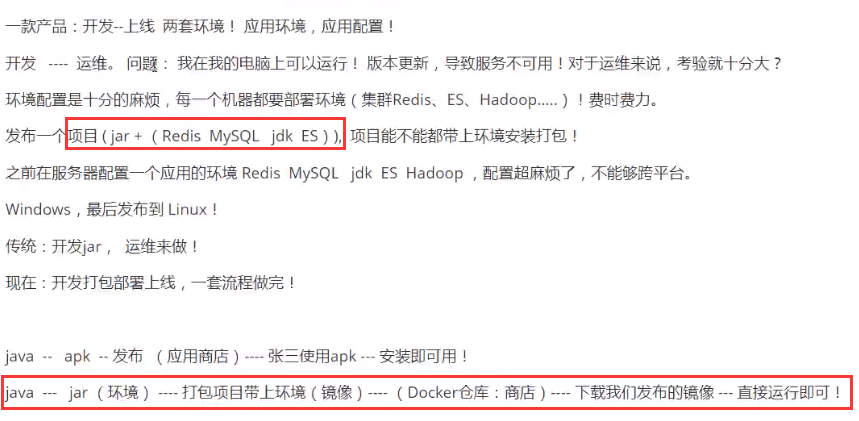 一款产品：开发--上线 两套环境！应用环境，应用配置！
开发 ---- 运维。 问题：我在我的电脑上可以运行！版本更新，导致服务不可用！对于运维来说，考验就十分大？
环境配置是十分的麻烦，每一个机器都要部署环境（集群Redis、ES、Hadoop.....）！费时费力。
发布一个项目 ( jar + （ Redis MySQL jdk ES ) )，项目能不能都带上环境安装打包！
之前在服务器配置一个应用的环境 Redis MySQL jdk ES Hadoop ，配置超麻烦了，不能够跨平台。
Windows，最后发布到 Linux！
传统：开发jar， 运维来做！
现在：开发打包部署上线，一套流程做完！
java -- apk -- 发布 （应用商店）---- 张三使用apk --- 安装即可用！
java --- jar（环境） ---- 打包项目带上环境（镜像）---- （Docker仓库：商店）---- 下载我们发布的镜像 --- 直接运行即可！